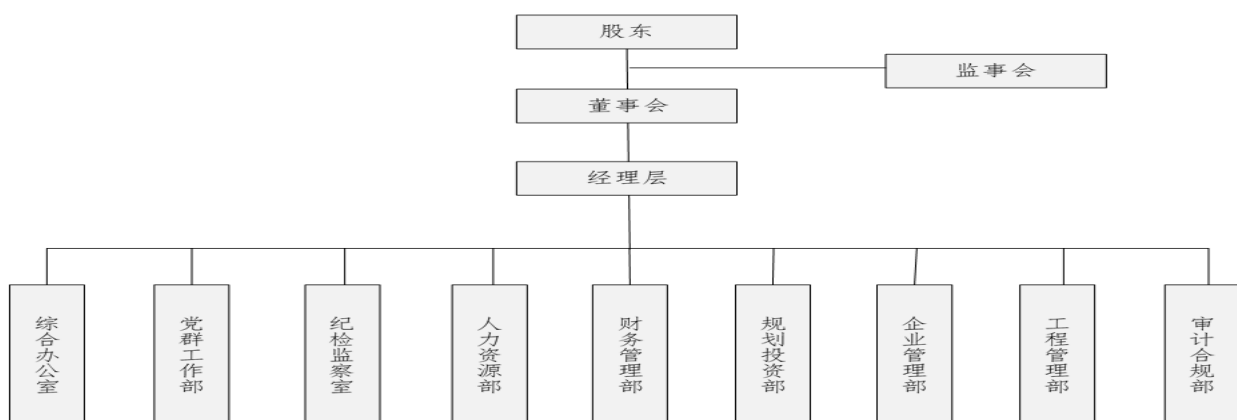 股东
监事会
董事会
经理层
综合办公室
党群工作部
纪检监察室
人力资源部
财务管理部
规划投资部
企业管理部
工程管理部
审计合规部